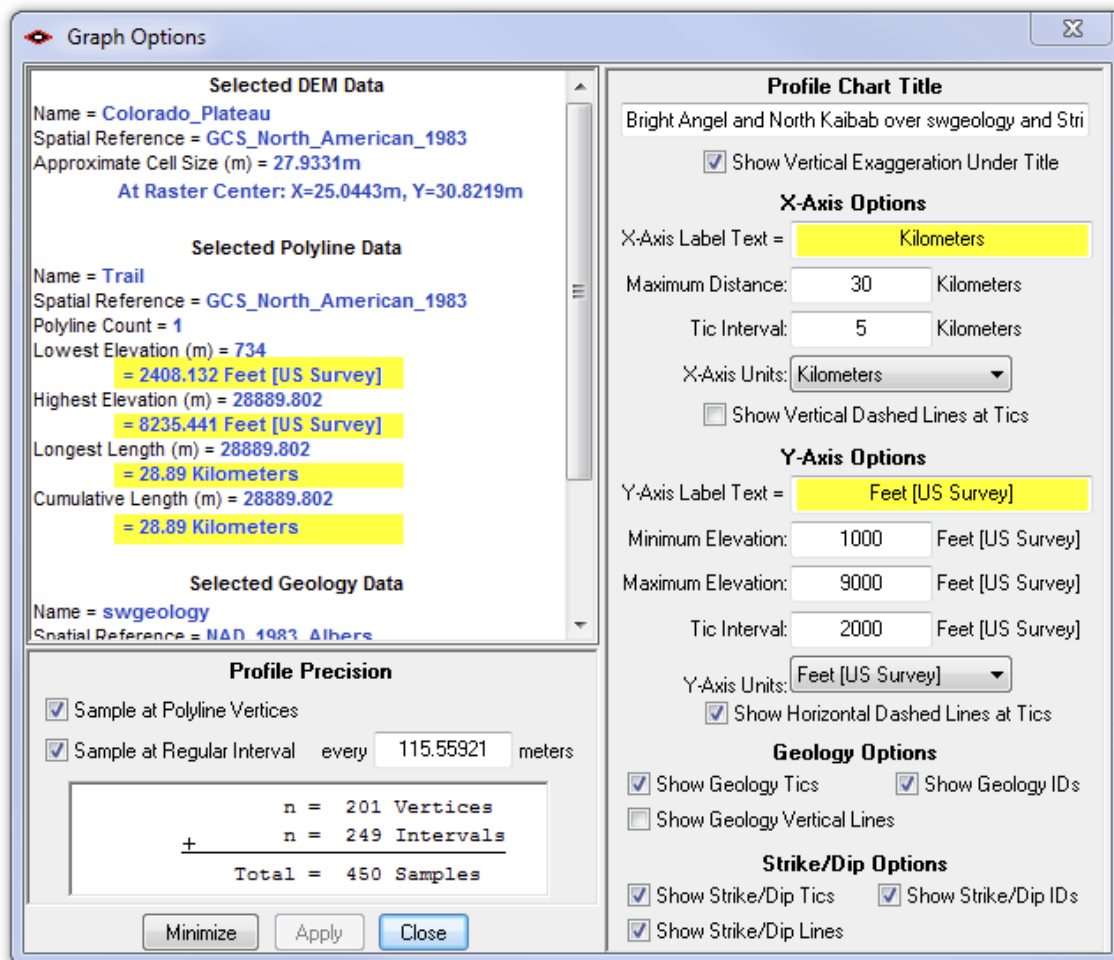 Graph Options
Selected DEM Data
Name = Colorado_Plateau
Spatial Reference = GCS_North_American_1983
Approximate Cell Size (m) = 27.9331m
At Raster Center: X=25.0443m, Y=30.8219m
Selected Polyline Data
Name = Trail
Spatial Reference = GCS_North_American_1983
Polyline Count = 1
Lowest Elevation (m) = 734
= 2408.132 Feet [US Survey]
Highest Elevation (m) = 28889.802
= 8235.441 Feet [US Survey]
Longest Length (m) = 28889.802
= 28.89 Kilometers
Cumulative Length (m) = 28889.802
= 28.89 Kilometers
Selected Geology Data
Name = swgeology
Spatial Reference = NAD_1983_Albers
Profile Precision
Sample at Polyline Vertices
Sample at Regular Interval every 115.55921 meters
n = 201 Vertices
+ n = 249 Intervals
Total = 450 Samples
Minimize Apply Close
Profile Chart Title
Bright Angel and North Kaibab over swgeology and Stri
Show Vertical Exaggeration Under Title
X-Axis Options
X-Axis Label Text = Kilometers
Maximum Distance: 30 Kilometers
Tic Interval: 5 Kilometers
X-Axis Units: Kilometers
Show Vertical Dashed Lines at Tics
Y-Axis Options
Y-Axis Label Text = Feet [US Survey]
Minimum Elevation: 1000 Feet [US Survey]
Maximum Elevation: 9000 Feet [US Survey]
Tic Interval: 2000 Feet [US Survey]
Y-Axis Units: Feet [US Survey]
Show Horizontal Dashed Lines at Tics
Geology Options
Show Geology Tics Show Geology IDs
Show Geology Vertical Lines
Strike/Dip Options
Show Strike/Dip Tics Show Strike/Dip IDs
Show Strike/Dip Lines